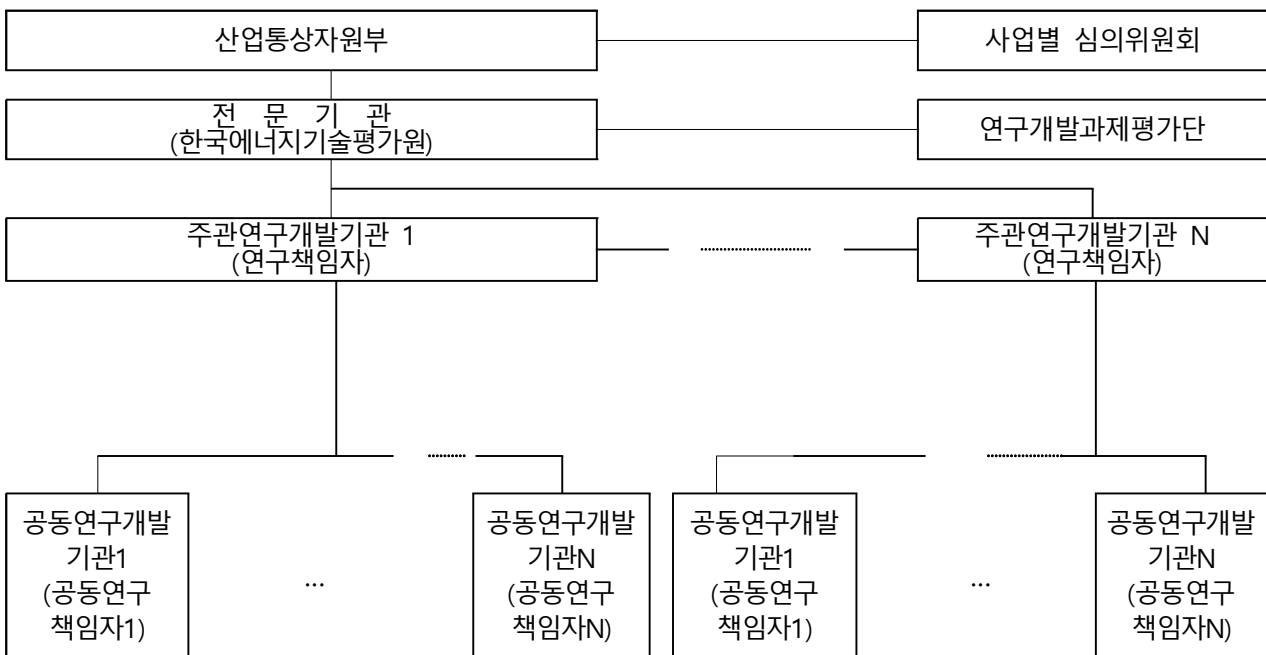 산업통상자원부
사업별 심의위원회
전 문 기 관
(한국에너지기술평가원)
연구개발과제평가단
주관연구개발기관 1
(연구책임자)
주관연구개발기관 N
(연구책임자)
공동연구개발
기관1
(공동연구
책임자1)
...
공동연구개발
기관N
(공동연구
책임자N)
공동연구개발
기관1
(공동연구
책임자1)
...
공동연구개발
기관N
(공동연구
책임자N)